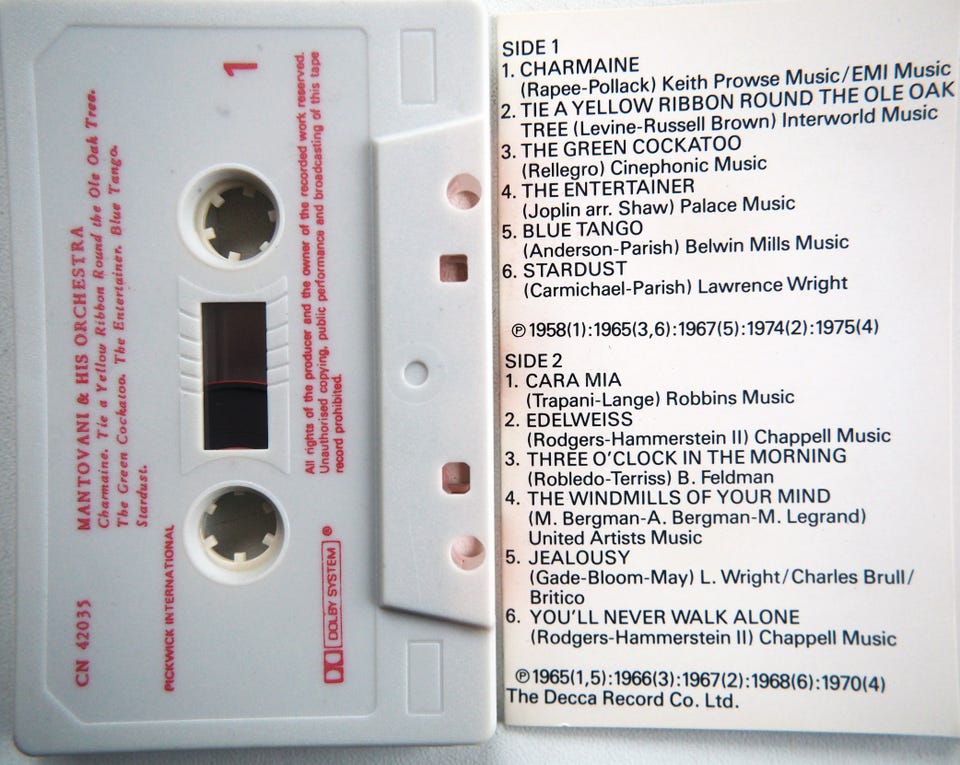 MANTOVANI & HIS ORCHESTRA
Charmaine. Tie a Yellow Ribbon Round the Ole Oak Tree.
The Green Cockatoo. The Entertainer. Blue Tango.
Stardust.
CN 42035
PICKWICK INTERNATIONAL
1
All rights of the producer and the owner of the recorded work reserved.
Unauthorised copying, public performance and broadcasting of this tape
record prohibited.
DOLBY SYSTEM ®
SIDE 1
1. CHARMAINE
(Rapee-Pollack) Keith Prowse Music/EMI Music
2. TIE A YELLOW RIBBON ROUND THE OLE OAK
TREE (Levine-Russell Brown) Interworld Music
3. THE GREEN COCKATOO
(Rellegro) Cinephonic Music
4. THE ENTERTAINER
(Joplin arr. Shaw) Palace Music
5. BLUE TANGO
(Anderson-Parish) Belwin Mills Music
6. STARDUST
(Carmichael-Parish) Lawrence Wright
℗1958(1):1965(3,6):1967(5):1974(2):1975(4)
SIDE 2
1. CARA MIA
(Trapani-Lange) Robbins Music
2. EDELWEISS
(Rodgers-Hammerstein II) Chappell Music
3. THREE O'CLOCK IN THE MORNING
(Robledo-Terriss) B. Feldman
4. THE WINDMILLS OF YOUR MIND
(M. Bergman-A. Bergman-M. Legrand)
United Artists Music
5. JEALOUSY
(Gade-Bloom-May) L. Wright/Charles Brull/
Britico
6. YOU'LL NEVER WALK ALONE
(Rodgers-Hammerstein II) Chappell Music
℗1965(1,5):1966(3):1967(2):1968(6):1970(4)
The Decca Record Co. Ltd.